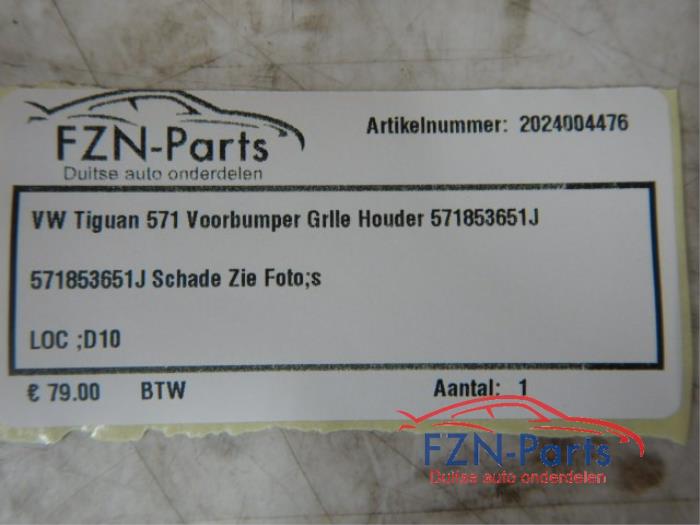 FZN-Parts
Duitse auto onderdelen
Artikelnummer: 2024004476
VW Tiguan 571 Voorbumper Grlle Houder 571853651J
571853651J Schade Zie Foto;s
LOC ;D10
€ 79.00 BTW Aantal: 1
FZN-Parts
Duitse auto onderdelen